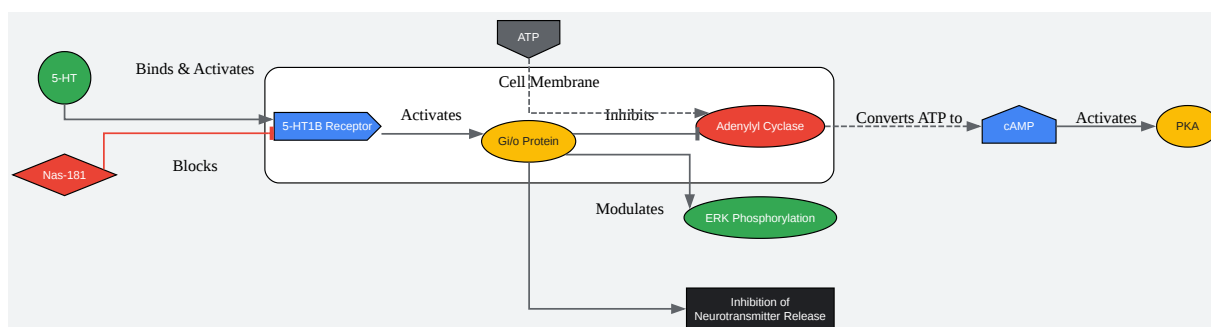 ATP
5-HT
Binds & Activates
Cell Membrane
5-HT1B Receptor
Activates
Gi/o Protein
Inhibits
Adenylyl Cyclase
Converts ATP to
cAMP
Activates
PKA
Nas-181
Blocks
Modulates
ERK Phosphorylation
Inhibition of
Neurotransmitter Release